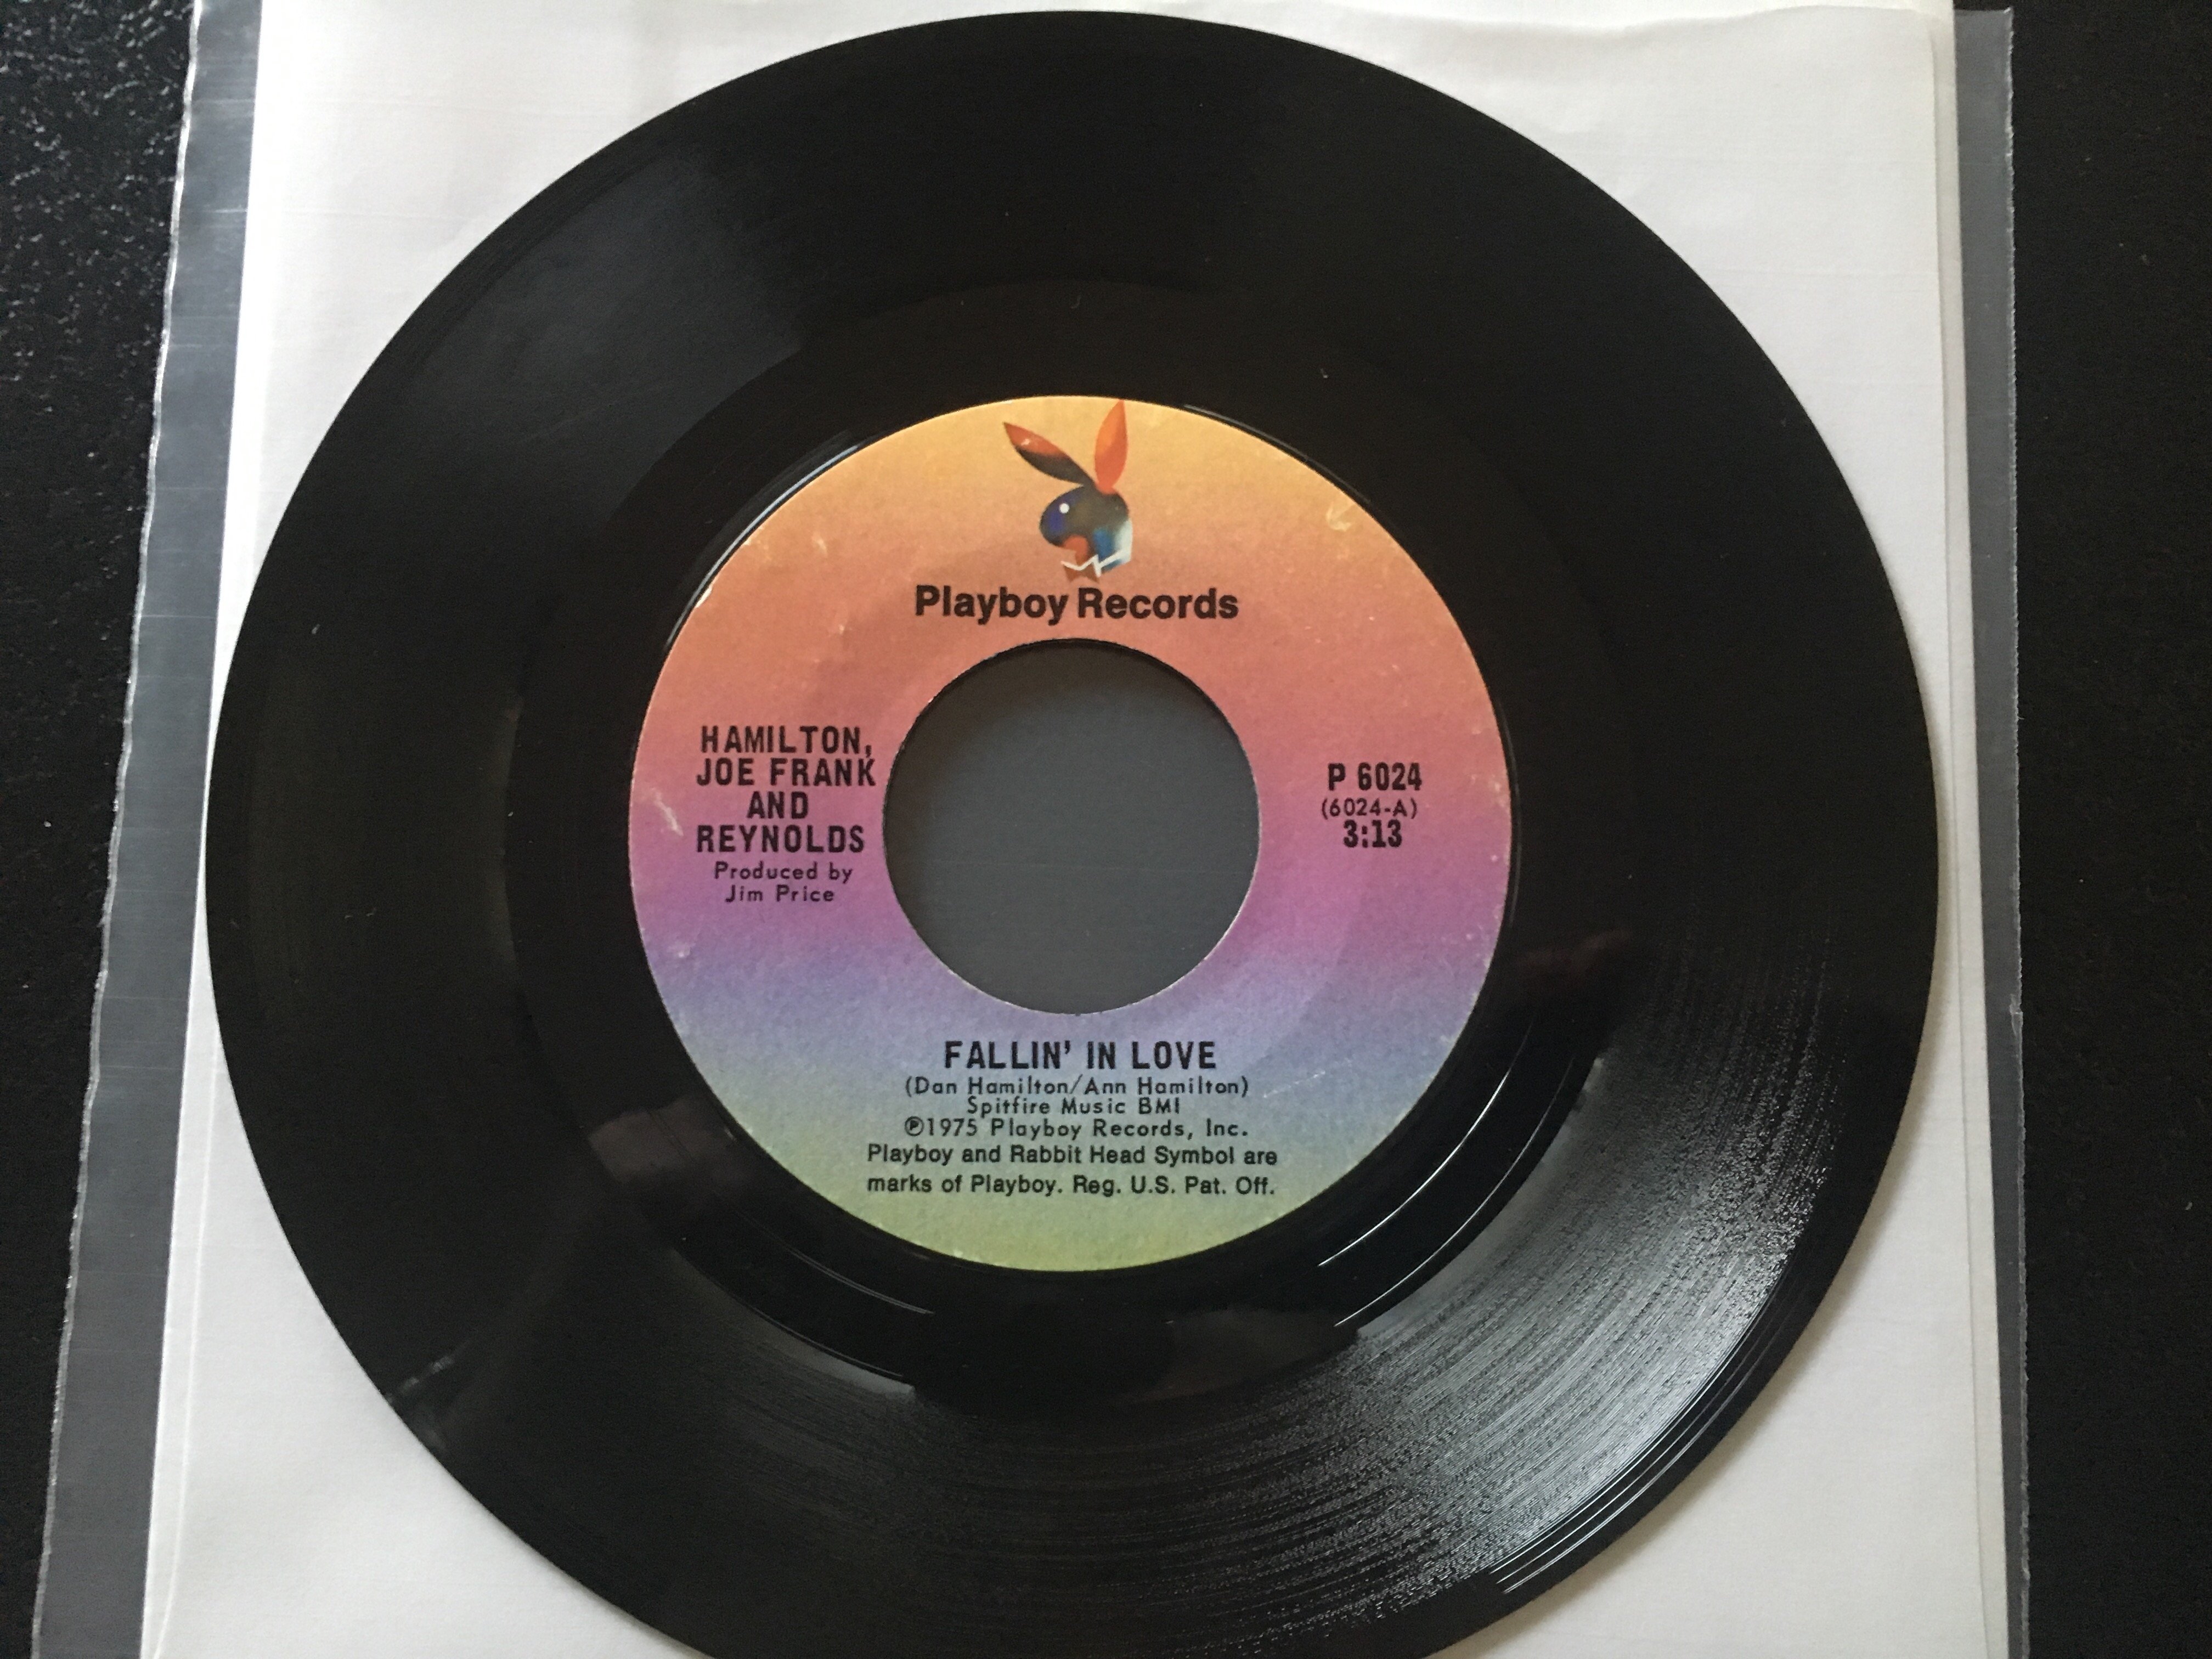 Playboy Records
HAMILTON,
JOE FRANK
AND
REYNOLDS
Produced by
Jim Price
P 6024
(6024-A)
3:13
FALLIN' IN LOVE
(Dan Hamilton/Ann Hamilton)
Spitfire Music BMI
℗1975 Playboy Records, Inc.
Playboy and Rabbit Head Symbol are
marks of Playboy. Reg. U.S. Pat. Off.